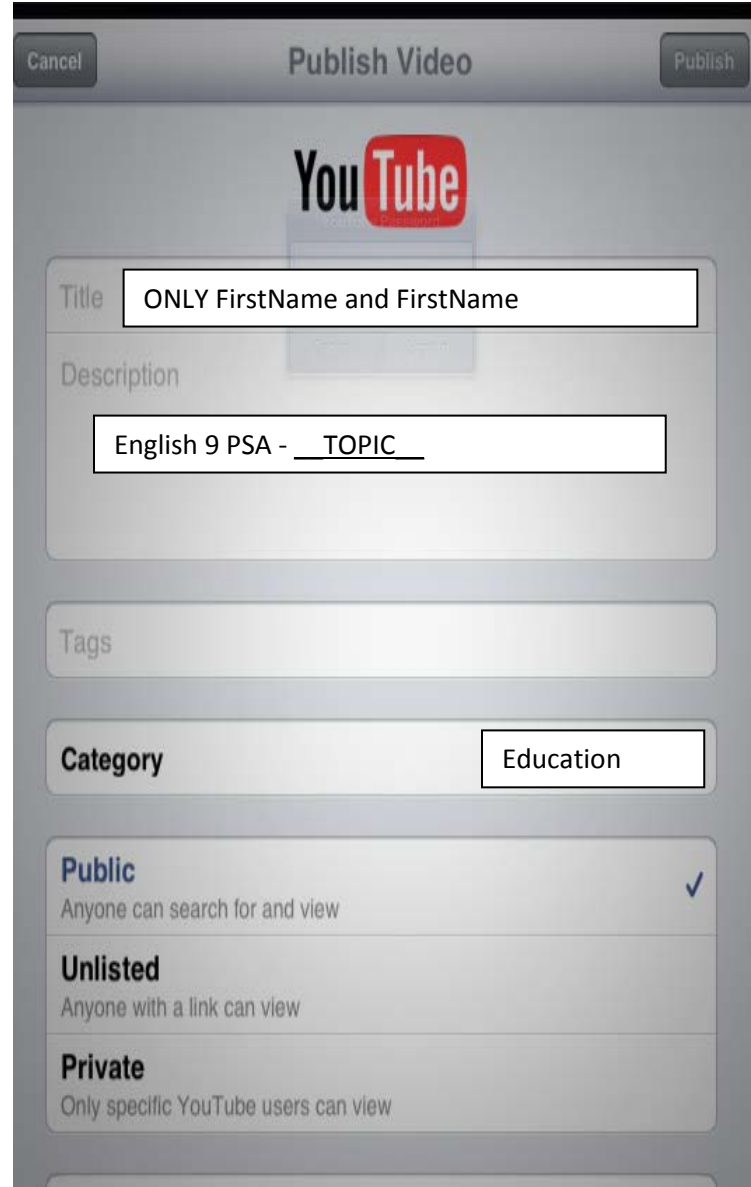 Cancel Publish Video Publish
YouTube
YouTube Password
Title ONLY FirstName and FirstName
Description
English 9 PSA - __TOPIC__
Tags
Category Education
Public
Anyone can search for and view
Unlisted
Anyone with a link can view
Private
Only specific YouTube users can view